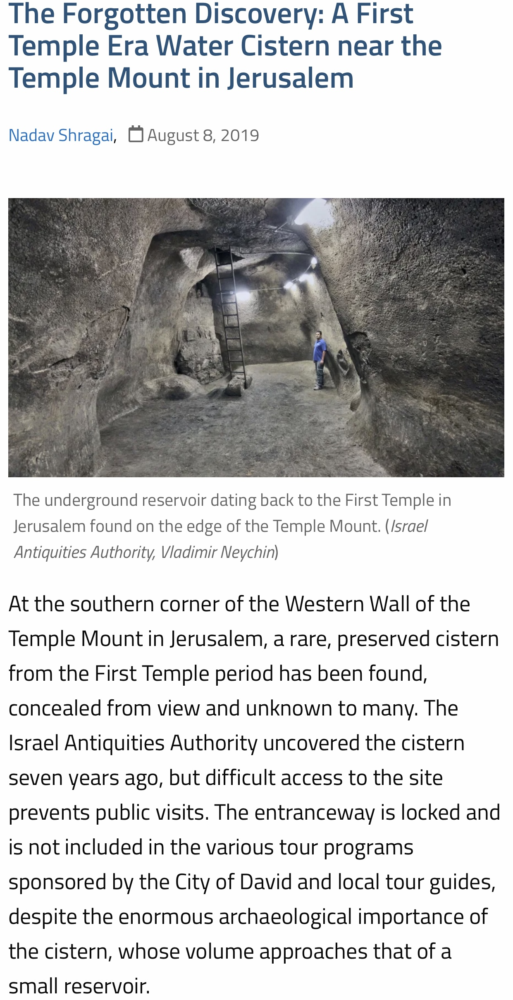 The Forgotten Discovery: A First
Temple Era Water Cistern near the
Temple Mount in Jerusalem
Nadav Shragai, August 8, 2019
The underground reservoir dating back to the First Temple in
Jerusalem found on the edge of the Temple Mount. (Israel
Antiquities Authority, Vladimir Neychin)
At the southern corner of the Western Wall of the
Temple Mount in Jerusalem, a rare, preserved cistern
from the First Temple period has been found,
concealed from view and unknown to many. The
Israel Antiquities Authority uncovered the cistern
seven years ago, but difficult access to the site
prevents public visits. The entranceway is locked and
is not included in the various tour programs
sponsored by the City of David and local tour guides,
despite the enormous archaeological importance of
the cistern, whose volume approaches that of a
small reservoir.